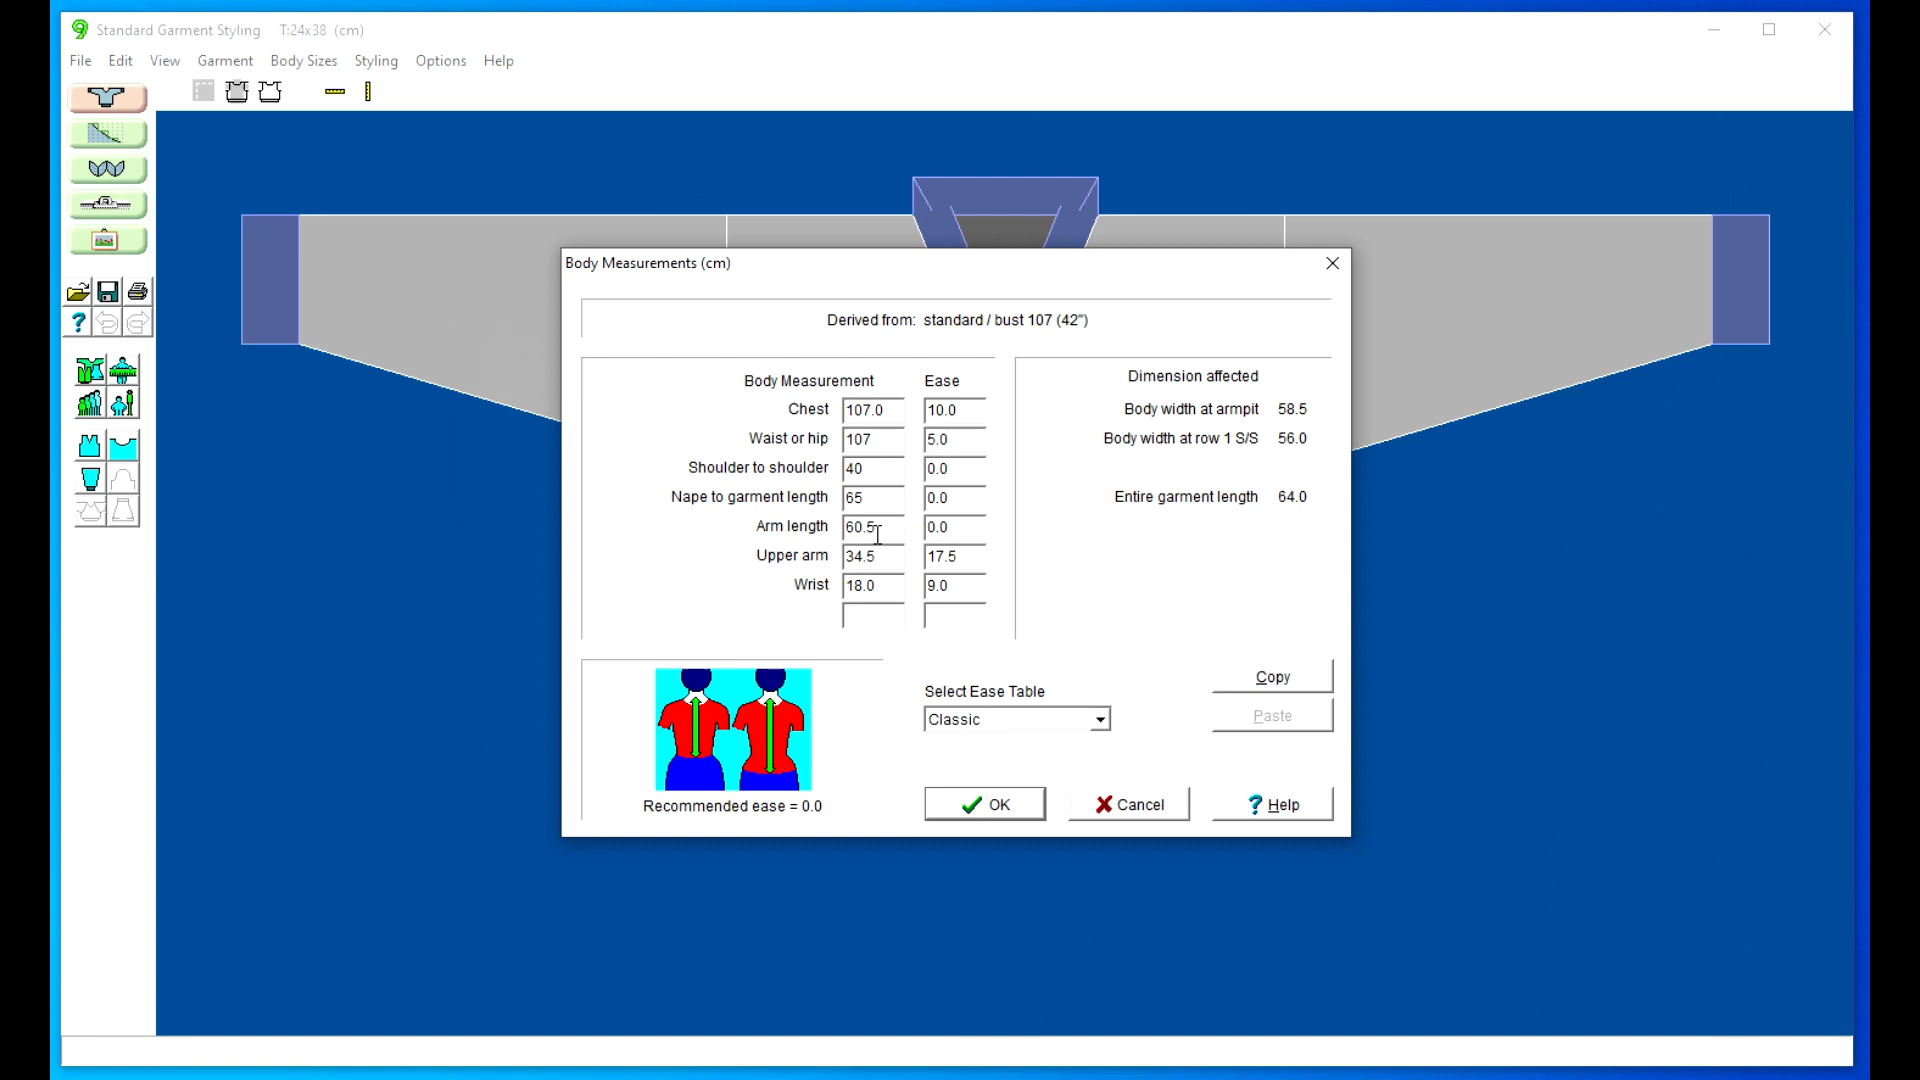 Standard Garment Styling T:24x38 (cm)
File Edit View Garment Body Sizes Styling Options Help
Body Measurements (cm)
Derived from: standard / bust 107 (42")
Body Measurement Ease
Chest 107.0 10.0
Waist or hip 107 5.0
Shoulder to shoulder 40 0.0
Nape to garment length 65 0.0
Arm length 60.5 0.0
Upper arm 34.5 17.5
Wrist 18.0 9.0
Dimension affected
Body width at armpit 58.5
Body width at row 1 S/S 56.0
Entire garment length 64.0
Recommended ease = 0.0
Select Ease Table
Classic
Copy
Paste
OK
Cancel
? Help